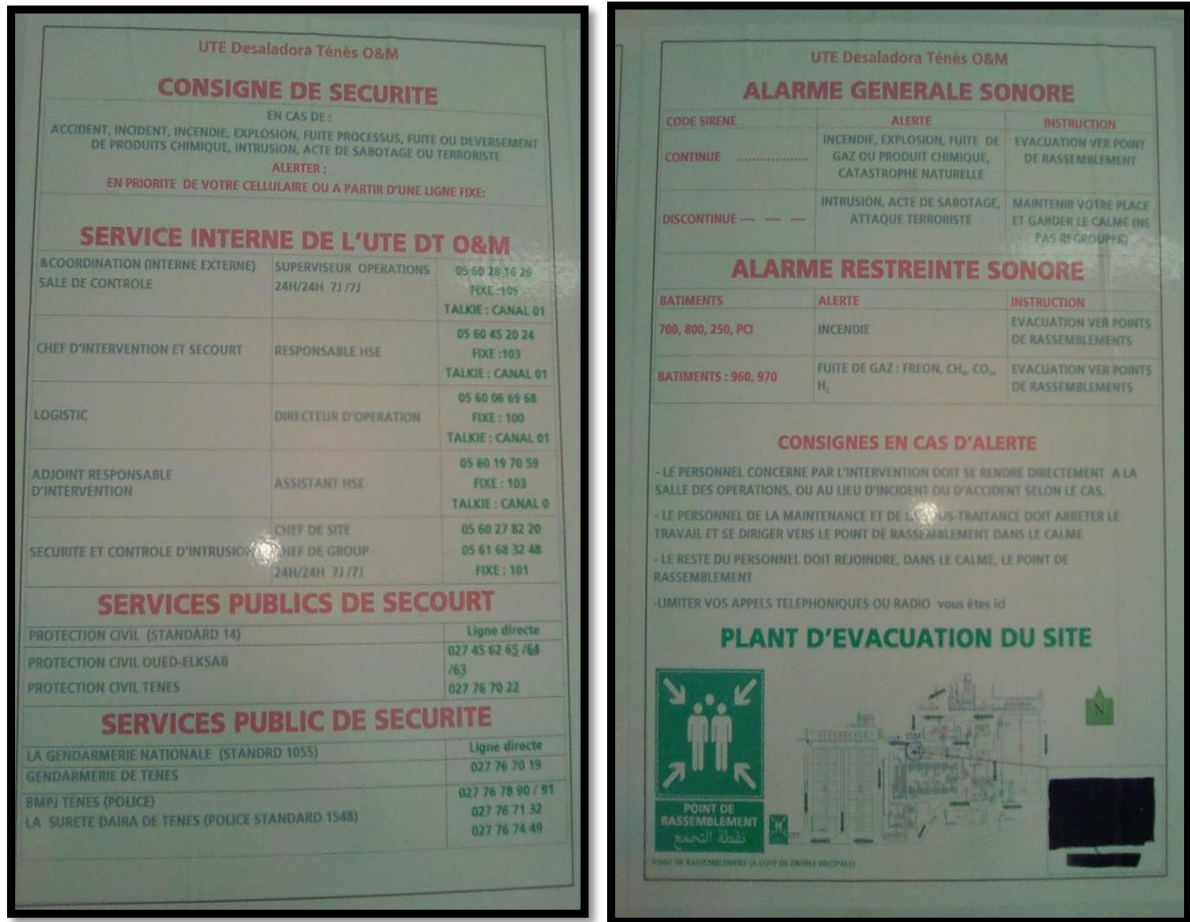 UTE Desaladora Ténès O&M
CONSIGNE DE SECURITE
EN CAS DE :
ACCIDENT, INCIDENT, INCENDIE, EXPLOSION, FUITE PROCESSUS, FUITE OU DEVERSEMENT
DE PRODUITS CHIMIQUE, INTRUSION, ACTE DE SABOTAGE OU TERRORISTE
ALERTER :
EN PRIORITE DE VOTRE CELLULAIRE OU A PARTIR D'UNE LIGNE FIXE:
SERVICE INTERNE DE L'UTE DT O&M
&COORDINATION (INTERNE EXTERNE) SUPERVISEUR OPERATIONS 05 60 28 16 29
SALE DE CONTROLE 24H/24H 7J /7J FIXE :105
TALKIE : CANAL 01
05 60 45 20 24
CHEF D'INTERVENTION ET SECOURT RESPONSABLE HSE FIXE :103
TALKIE : CANAL 01
05 60 06 69 68
LOGISTIC DIRECTEUR D'OPERATION FIXE : 100
TALKIE : CANAL 01
ADJOINT RESPONSABLE 05 60 19 70 59
D'INTERVENTION ASSISTANT HSE FIXE : 103
TALKIE : CANAL 0
CHEF DE SITE 05 60 27 82 20
SECURITE ET CONTROLE D'INTRUSION CHEF DE GROUP 05 61 68 32 48
24H/24H 7J /7J FIXE : 101
SERVICES PUBLICS DE SECOURT
PROTECTION CIVIL (STANDARD 14) Ligne directe
PROTECTION CIVIL OUED-ELKSAB 027 45 62 65 /64
/63
PROTECTION CIVIL TENES 027 76 70 22
SERVICES PUBLIC DE SECURITE
LA GENDARMERIE NATIONALE (STANDRD 1055) Ligne directe
GENDARMERIE DE TENES 027 76 70 19
BMPJ TENES (POLICE) 027 76 78 90 / 91
LA SURETE DAIRA DE TENES (POLICE STANDARD 1548) 027 76 71 32
027 76 74 49
UTE Desaladora Ténès O&M
ALARME GENERALE SONORE
CODE SIRENE ALERTE INSTRUCTION
CONTINUE .................. INCENDIE, EXPLOSION, FUITE DE EVACUATION VER POINT
GAZ OU PRODUIT CHIMIQUE, DE RASSEMBLEMENT
CATASTROPHE NATURELLE
DISCONTINUE --- --- --- --- INTRUSION, ACTE DE SABOTAGE, MAINTENIR VOTRE PLACE
ATTAQUE TERRORISTE ET GARDER LE CALME (NE
PAS REGROUPER)
ALARME RESTREINTE SONORE
BATIMENTS ALERTE INSTRUCTION
700, 800, 250, PCI INCENDIE EVACUATION VER POINTS
DE RASSEMBLEMENTS
BATIMENTS : 960, 970 FUITE DE GAZ : FREON, CH₄, CO₂, EVACUATION VER POINTS
H₂ DE RASSEMBLEMENTS
CONSIGNES EN CAS D'ALERTE
- LE PERSONNEL CONCERNE PAR L'INTERVENTION DOIT SE RENDRE DIRECTEMENT A LA
SALLE DES OPERATIONS, OU AU LIEU D'INCIDENT OU D'ACCIDENT SELON LE CAS.
- LE PERSONNEL DE LA MAINTENANCE ET DE LA SOUS-TRAITANCE DOIT ARRETER LE
TRAVAIL ET SE DIRIGER VERS LE POINT DE RASSEMBLEMENT DANS LE CALME
- LE RESTE DU PERSONNEL DOIT REJOINDRE, DANS LE CALME, LE POINT DE
RASSEMBLEMENT
-LIMITER VOS APPELS TELEPHONIQUES OU RADIO vous êtes ici
PLANT D'EVACUATION DU SITE
N
POINT DE
RASSEMBLEMENT
نقطة التجمع
POINT DE RASSEMBLEMENT (A COTE DE ENTREE PRICIPALE)